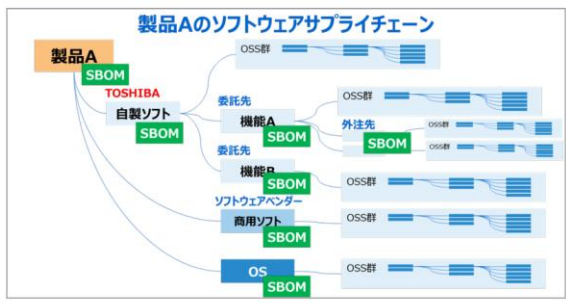 製品Aのソフトウェアサプライチェーン
製品A
SBOM
OSS群
TOSHIBA
自製ソフト
SBOM
委託先
機能A
SBOM
OSS群
外注先
SBOM
OSS群
OSS群
委託先
機能B
SBOM
OSS群
ソフトウェアベンダー
商用ソフト
SBOM
OSS群
OS
SBOM
OSS群